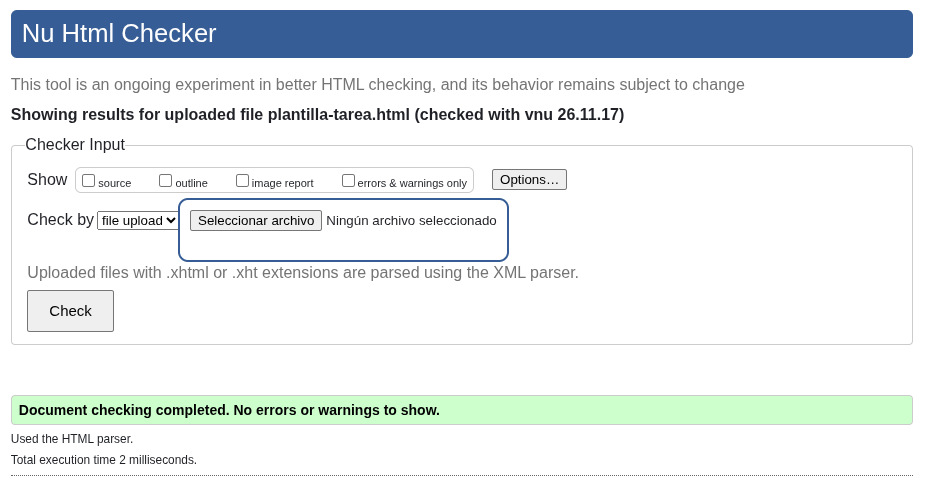 Nu Html Checker
This tool is an ongoing experiment in better HTML checking, and its behavior remains subject to change
Showing results for uploaded file plantilla-tarea.html (checked with vnu 26.11.17)
Checker Input
Show source outline image report errors & warnings only Options…
Check by file upload Seleccionar archivo Ningún archivo seleccionado
Uploaded files with .xhtml or .xht extensions are parsed using the XML parser.
Check
Document checking completed. No errors or warnings to show.
Used the HTML parser.
Total execution time 2 milliseconds.